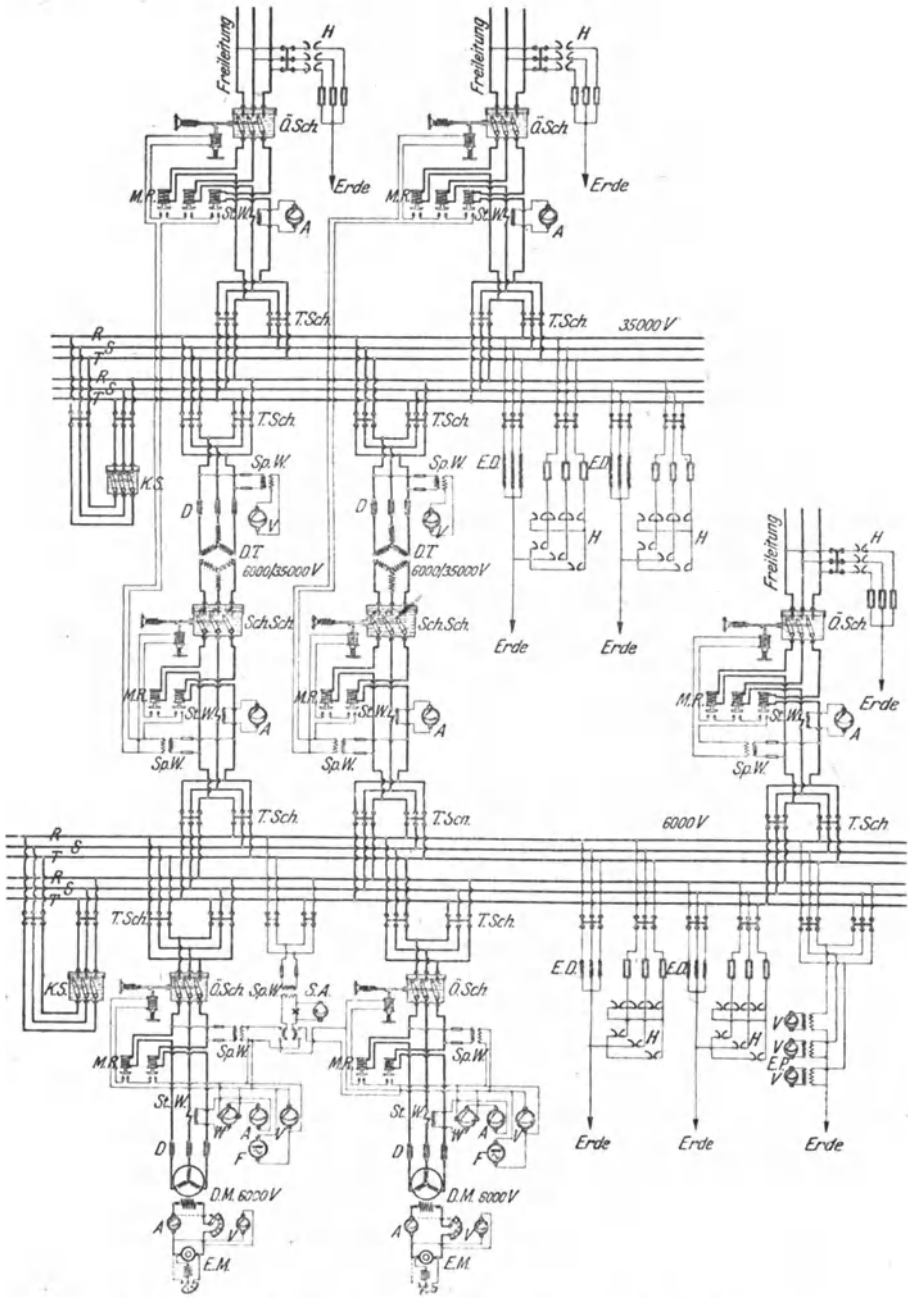 Freileitung H Freileitung H
Ö.Sch. Ö.Sch.
Erde Erde
M.R. M.R.
St.W. A St.W. A
T.Sch. T.Sch. 35000 V
R
S
T
R
S
T
T.Sch. T.Sch.
K.S. Sp.W. Sp.W. E.D. E.D.
D V D V H
D.T. D.T.
6000/35000 V 6000/35000 V
Freileitung H
Sch.Sch. Sch.Sch. Erde Erde Ö.Sch.
M.R. M.R. M.R. Erde
St.W. A St.W. A St.W. A
Sp.W. Sp.W. Sp.W.
T.Sch. T.Sch. 6000 V T.Sch.
R
S
T
R
S
T
T.Sch. T.Sch.
K.S. Ö.Sch. Sp.W. S.A. Ö.Sch. E.D. E.D.
Sp.W. Sp.W. H H V
M.R. M.R. V
E.P.
V
St.W. W A V St.W. W A V
D F D F Erde Erde Erde
D.M. 6000 V D.M. 6000 V
A V A V
E.M. E.M.